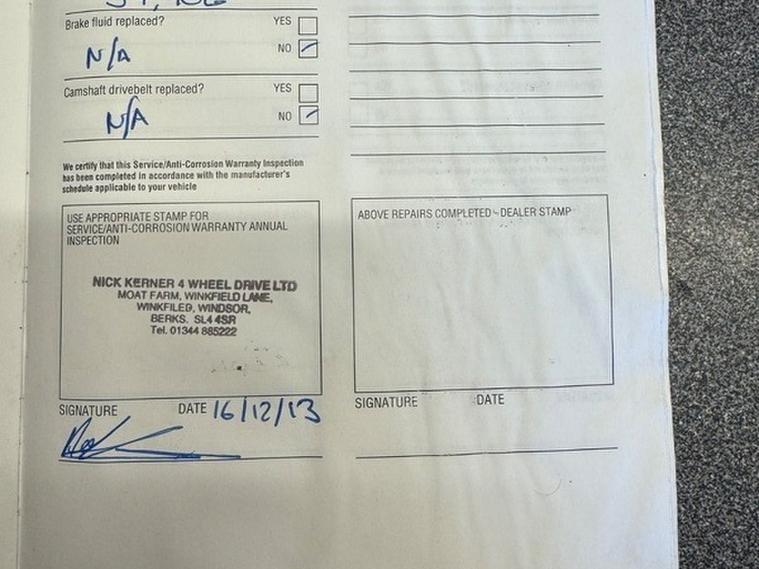 Brake fluid replaced? YES
NO
N/A
Camshaft drivebelt replaced? YES
NO
N/A
We certify that this Service/Anti-Corrosion Warranty Inspection
has been completed in accordance with the manufacturer's
schedule applicable to your vehicle
USE APPROPRIATE STAMP FOR
SERVICE/ANTI-CORROSION WARRANTY ANNUAL
INSPECTION
NICK KERNER 4 WHEEL DRIVE LTD
MOAT FARM, WINKFIELD LANE,
WINKFILED, WINDSOR,
BERKS. SL4 4SR
Tel. 01344 885222
SIGNATURE DATE 16/12/13
ABOVE REPAIRS COMPLETED - DEALER STAMP
SIGNATURE DATE